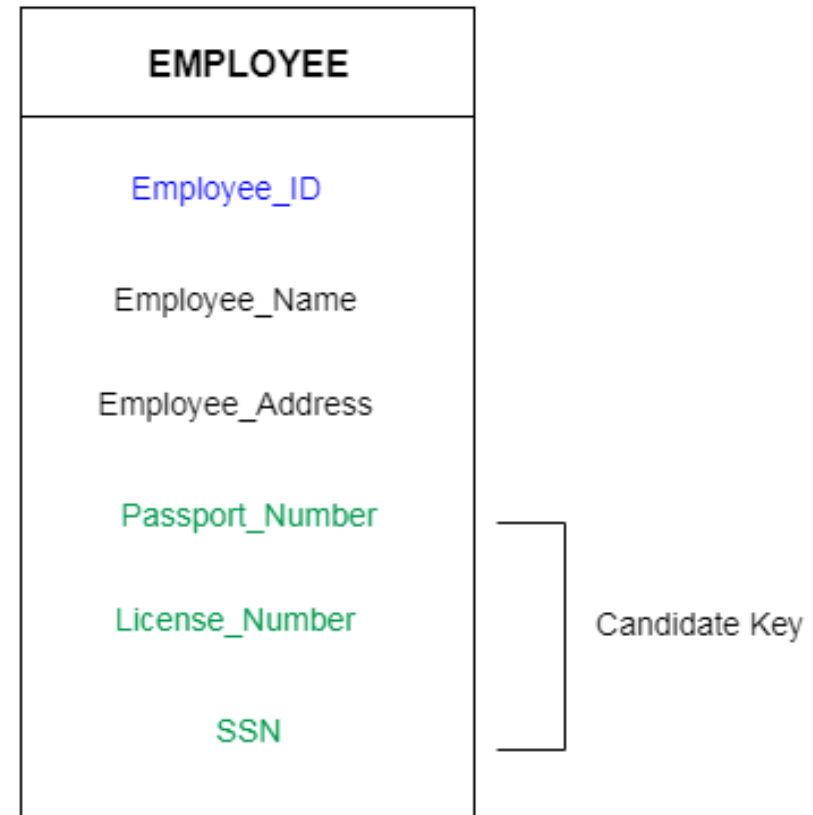 EMPLOYEE
Employee_ID
Employee_Name
Employee_Address
Passport_Number
License_Number
Candidate Key
SSN